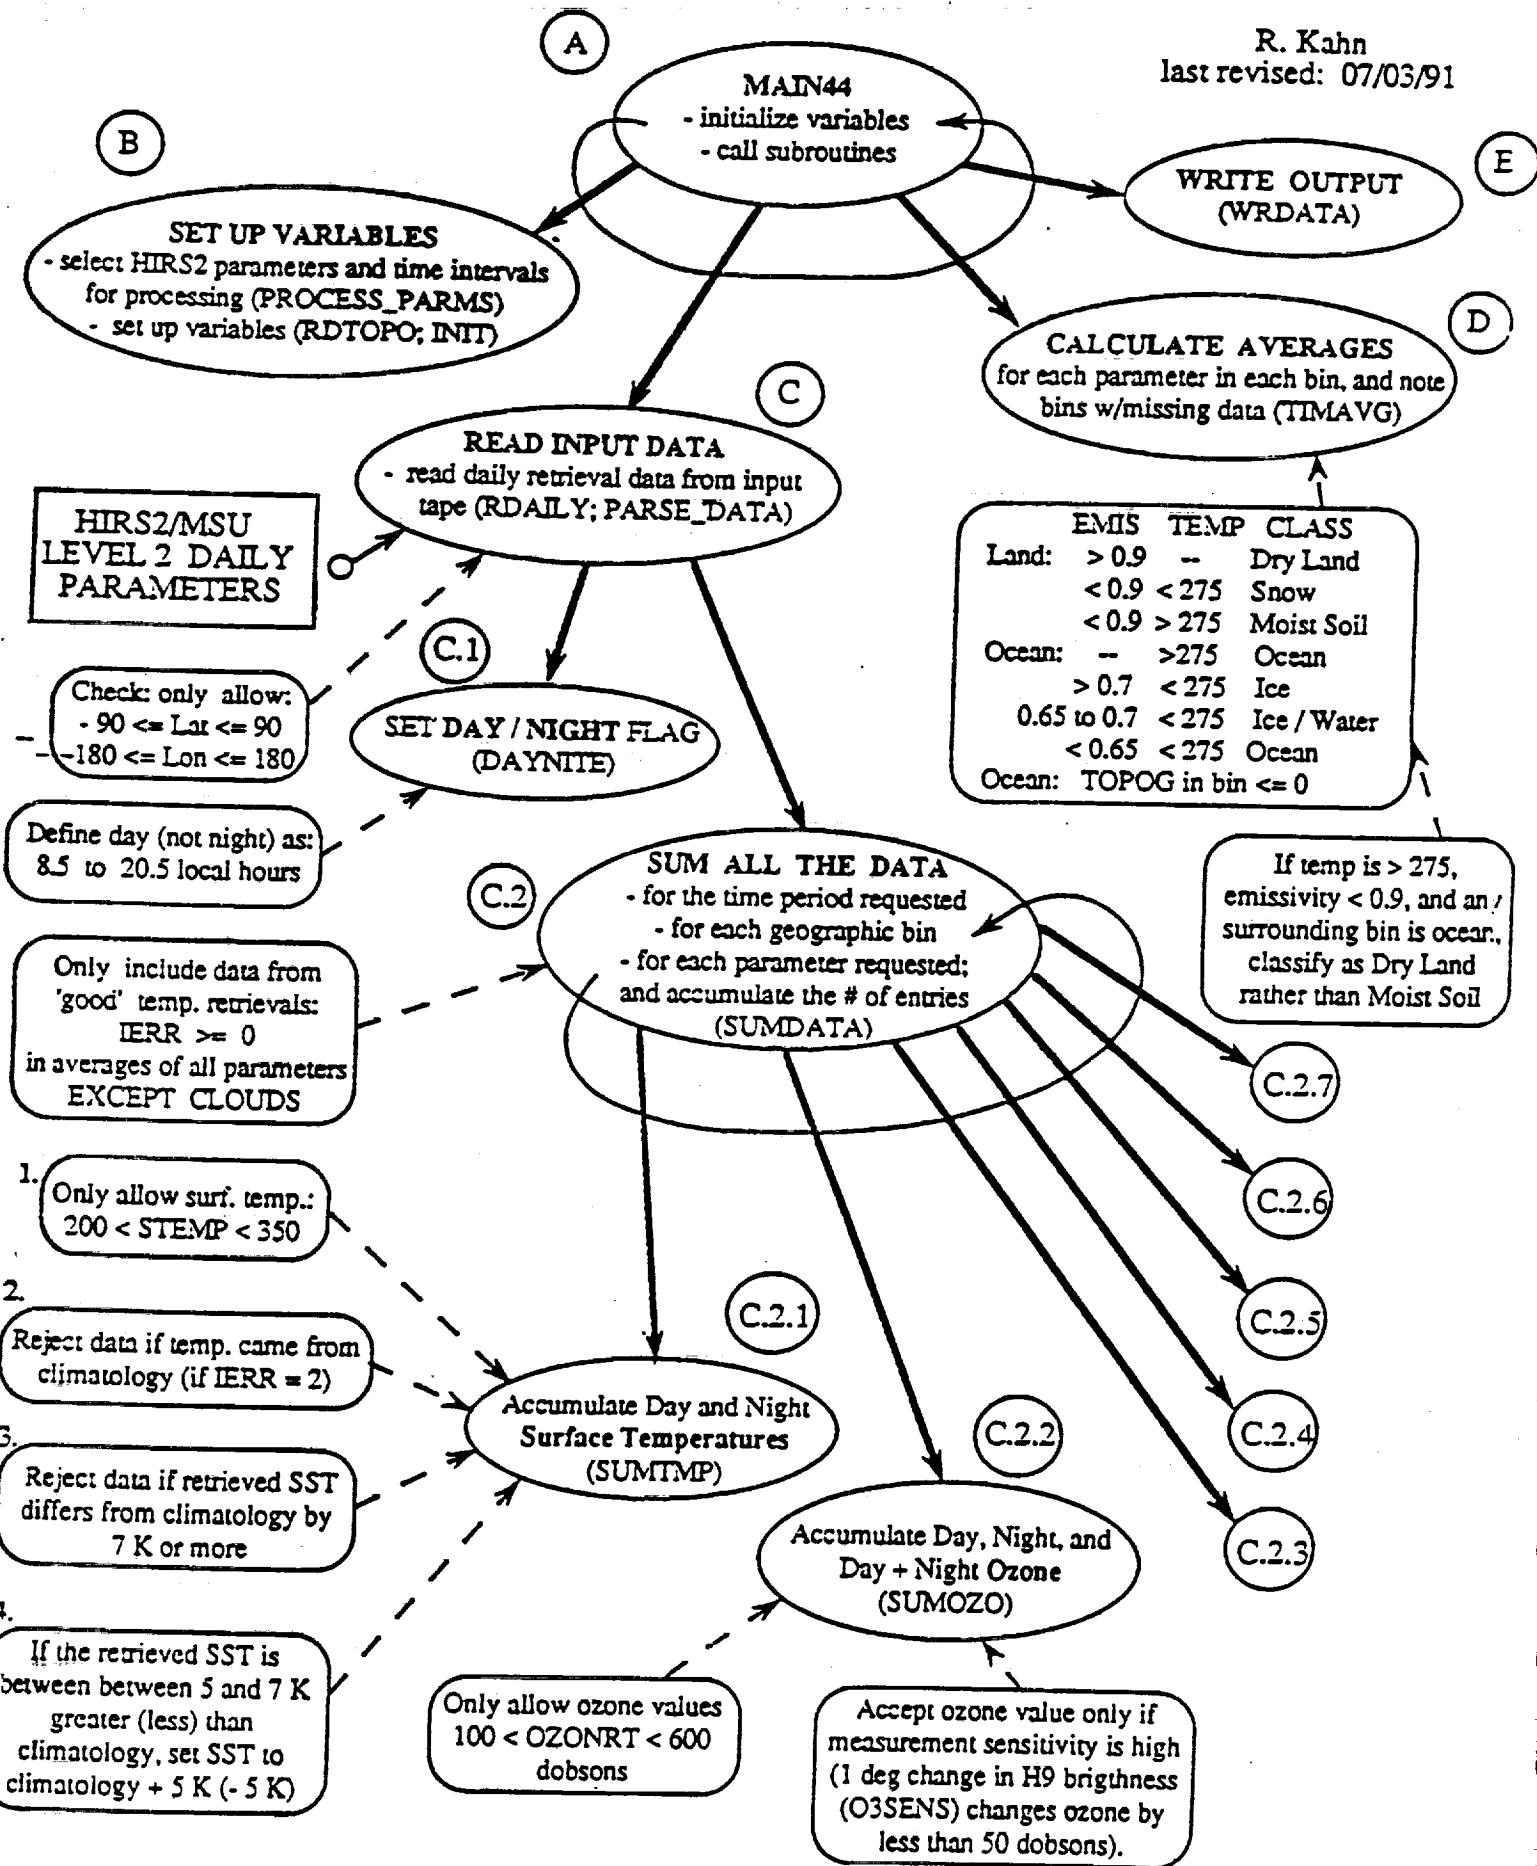 A
R. Kahn
last revised: 07/03/91
MAIN44
- initialize variables
- call subroutines
B
E
WRITE OUTPUT
(WRDATA)
SET UP VARIABLES
- select HIRS2 parameters and time intervals
for processing (PROCESS_PARMS)
- set up variables (RDTOPO; INIT)
D
CALCULATE AVERAGES
for each parameter in each bin, and note
bins w/missing data (TIMAVG)
C
READ INPUT DATA
- read daily retrieval data from input
tape (RDAILY; PARSE_DATA)
HIRS2/MSU
LEVEL 2 DAILY
PARAMETERS
EMIS TEMP CLASS
Land: > 0.9 -- Dry Land
< 0.9 < 275 Snow
< 0.9 > 275 Moist Soil
Ocean: -- >275 Ocean
> 0.7 < 275 Ice
0.65 to 0.7 < 275 Ice / Water
< 0.65 < 275 Ocean
Ocean: TOPOG in bin <= 0
C.1
Check: only allow:
- 90 <= Lat <= 90
-180 <= Lon <= 180
SET DAY / NIGHT FLAG
(DAYNITE)
Define day (not night) as:
8.5 to 20.5 local hours
C.2
SUM ALL THE DATA
- for the time period requested
- for each geographic bin
- for each parameter requested;
and accumulate the # of entries
(SUMDATA)
If temp is > 275,
emissivity < 0.9, and any
surrounding bin is ocean,
classify as Dry Land
rather than Moist Soil
Only include data from
'good' temp. retrievals:
IERR >= 0
in averages of all parameters
EXCEPT CLOUDS
C.2.7
C.2.6
C.2.5
C.2.4
C.2.3
1.
Only allow surf. temp.:
200 < STEMP < 350
2.
Reject data if temp. came from
climatology (if IERR = 2)
3.
Reject data if retrieved SST
differs from climatology by
7 K or more
4.
If the retrieved SST is
between between 5 and 7 K
greater (less) than
climatology, set SST to
climatology + 5 K (- 5 K)
C.2.1
Accumulate Day and Night
Surface Temperatures
(SUMTMP)
C.2.2
Accumulate Day, Night, and
Day + Night Ozone
(SUMOZO)
Only allow ozone values
100 < OZONRT < 600
dobsons
Accept ozone value only if
measurement sensitivity is high
(1 deg change in H9 brigthness
(O3SENS) changes ozone by
less than 50 dobsons).